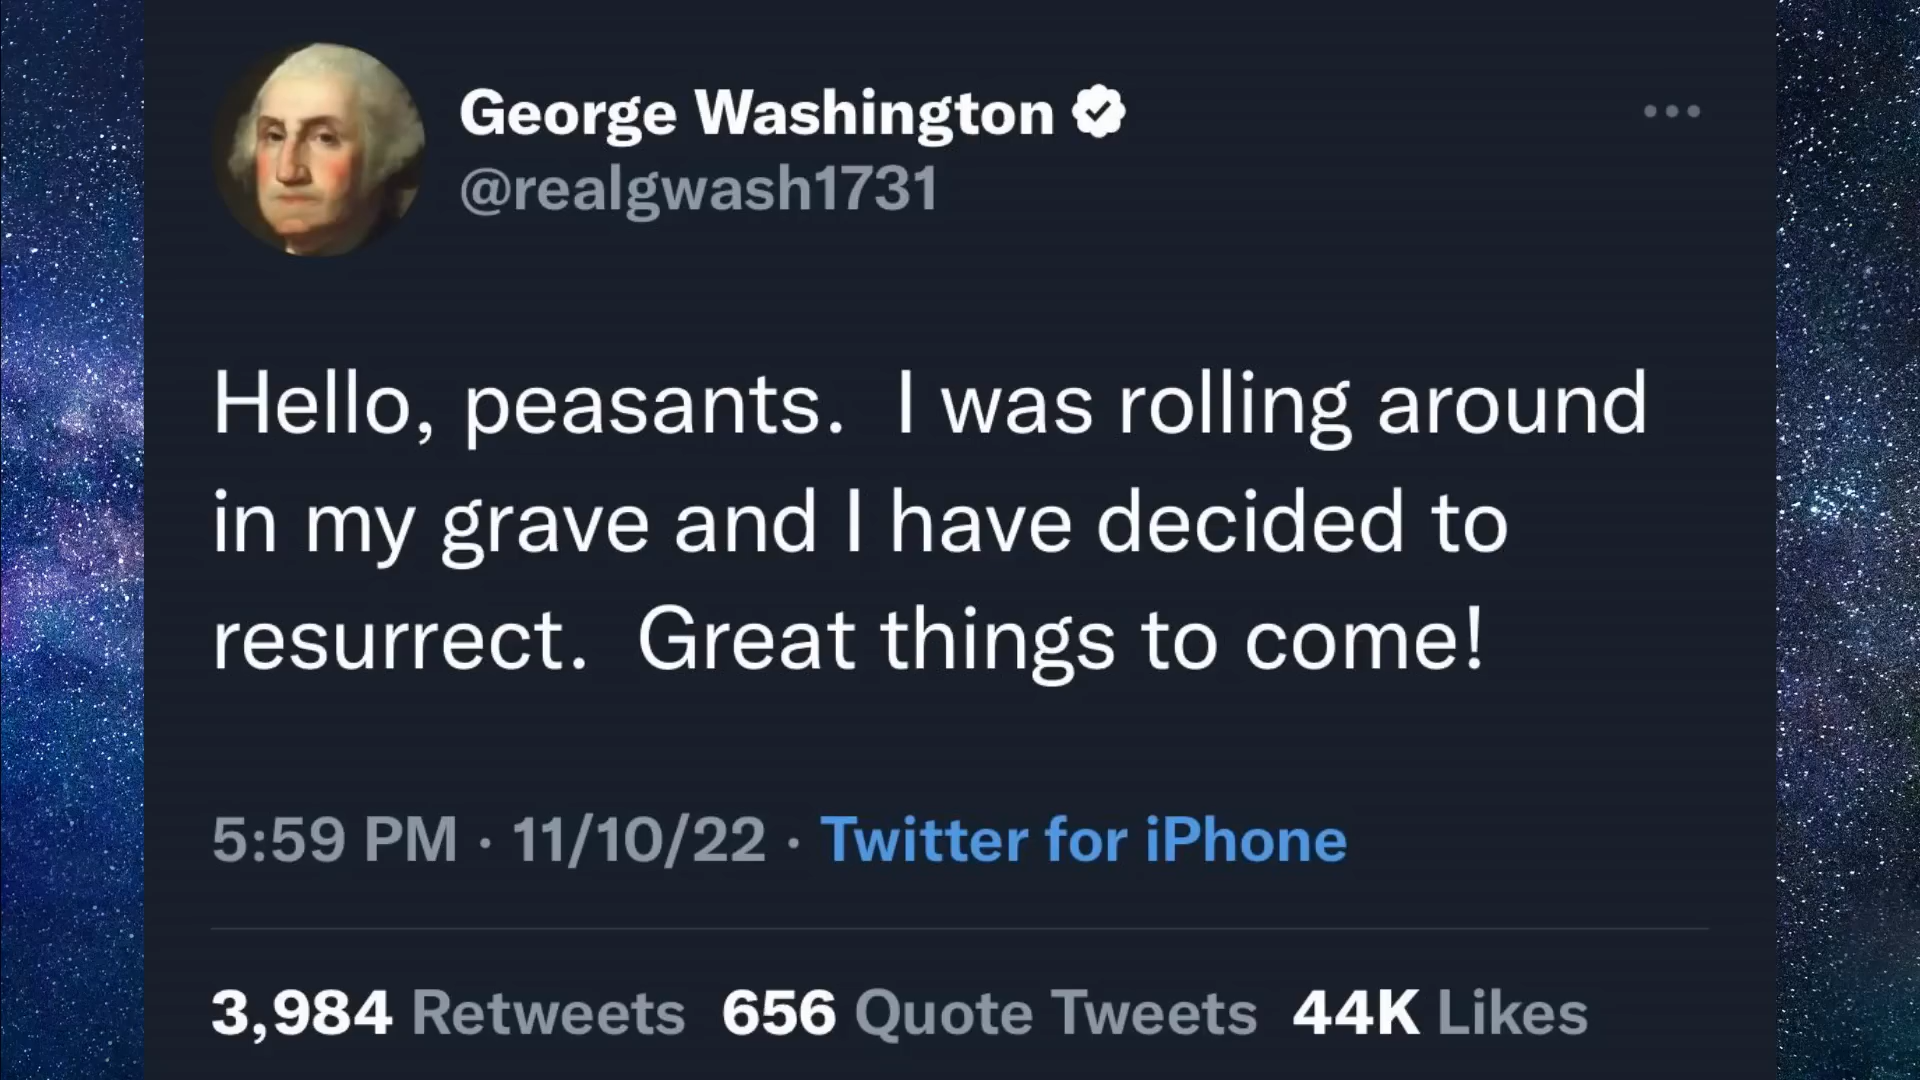 George Washington
@realgwash1731
Hello, peasants.  I was rolling around
in my grave and I have decided to
resurrect.  Great things to come!
5:59 PM · 11/10/22 · Twitter for iPhone
3,984 Retweets  656 Quote Tweets  44K Likes